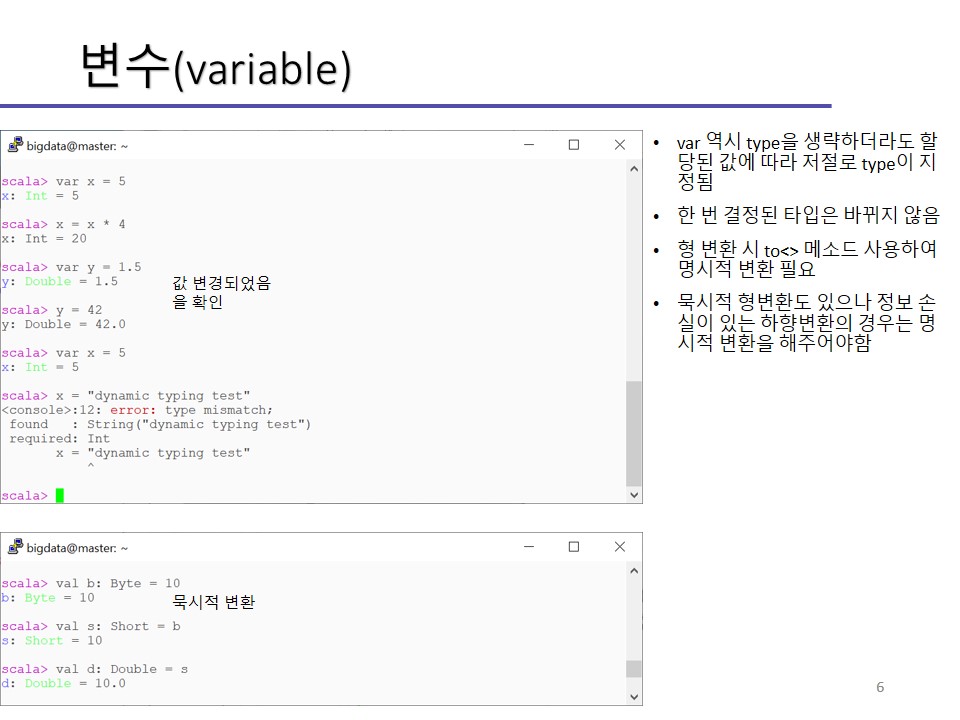 변수(variable)
bigdata@master: ~
scala> var x = 5
x: Int = 5
scala> x = x * 4
x: Int = 20
scala> var y = 1.5
y: Double = 1.5
값 변경되었음
을 확인
scala> y = 42
y: Double = 42.0
scala> var x = 5
x: Int = 5
scala> x = "dynamic typing test"
<console>:12: error: type mismatch;
 found   : String("dynamic typing test")
 required: Int
       x = "dynamic typing test"
           ^
scala>
• var 역시 type을 생략하더라도 할
당된 값에 따라 저절로 type이 지
정됨
• 한 번 결정된 타입은 바뀌지 않음
• 형 변환 시 to<> 메소드 사용하여
명시적 변환 필요
• 묵시적 형변환도 있으나 정보 손
실이 있는 하향변환의 경우는 명
시적 변환을 해주어야함
bigdata@master: ~
scala> val b: Byte = 10
b: Byte = 10
묵시적 변환
scala> val s: Short = b
s: Short = 10
scala> val d: Double = s
d: Double = 10.0
6